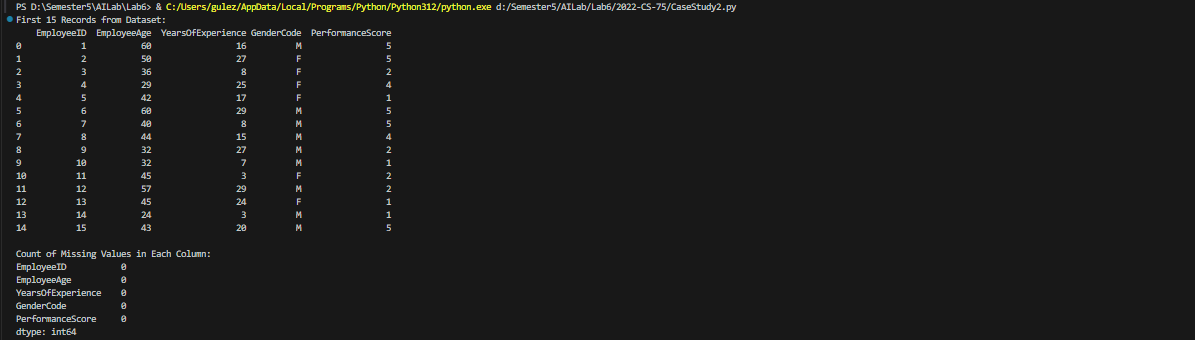 PS D:\Semester5\AILab\Lab6> & C:/Users/gulez/AppData/Local/Programs/Python/Python312/python.exe d:/Semester5/AILab/Lab6/2022-CS-75/CaseStudy2.py
First 15 Records from Dataset:
    EmployeeID  EmployeeAge  YearsOfExperience GenderCode  PerformanceScore
0            1           60                 16          M                 5
1            2           50                 27          F                 5
2            3           36                  8          F                 2
3            4           29                 25          F                 4
4            5           42                 17          F                 1
5            6           60                 29          M                 5
6            7           40                  8          M                 5
7            8           44                 15          M                 4
8            9           32                 27          M                 2
9           10           32                  7          M                 1
10          11           45                  3          F                 2
11          12           57                 29          M                 2
12          13           45                 24          F                 1
13          14           24                  3          M                 1
14          15           43                 20          M                 5
Count of Missing Values in Each Column:
EmployeeID           0
EmployeeAge          0
YearsOfExperience    0
GenderCode           0
PerformanceScore     0
dtype: int64